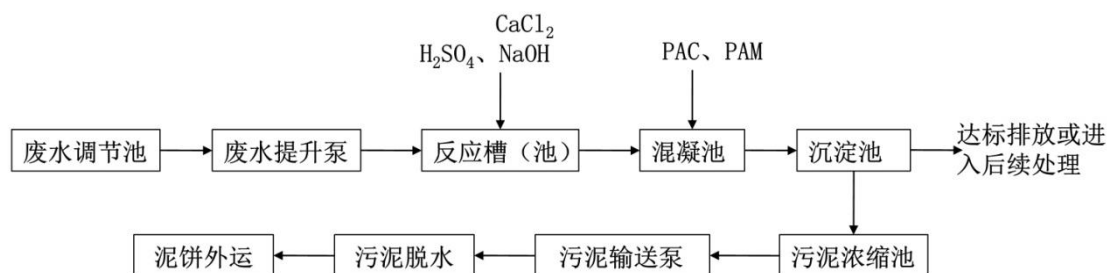 CaCl₂
H₂SO₄、NaOH
PAC、PAM
废水调节池
废水提升泵
反应槽（池）
混凝池
沉淀池
达标排放或进
入后续处理
泥饼外运
污泥脱水
污泥输送泵
污泥浓缩池